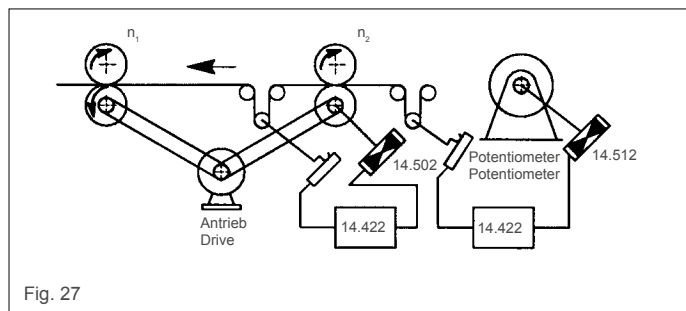 n₁
n₂
14.502
Potentiometer
Potentiometer
14.512
Antrieb
Drive
14.422
14.422
Fig. 27